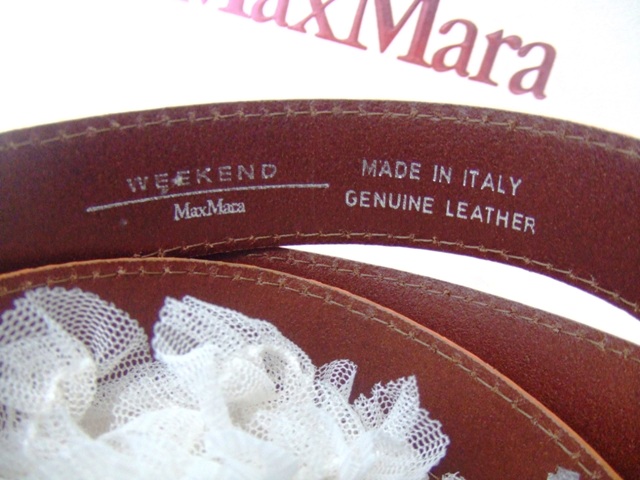 MaxMara
WEEKEND
MaxMara
MADE IN ITALY
GENUINE LEATHER